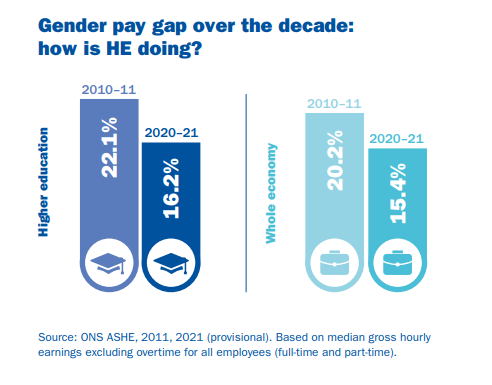 Gender pay gap over the decade:
how is HE doing?
Higher education
2010–11
22.1%
2020–21
16.2%
Whole economy
2010–11
20.2%
2020–21
15.4%
Source: ONS ASHE, 2011, 2021 (provisional). Based on median gross hourly
earnings excluding overtime for all employees (full-time and part-time).